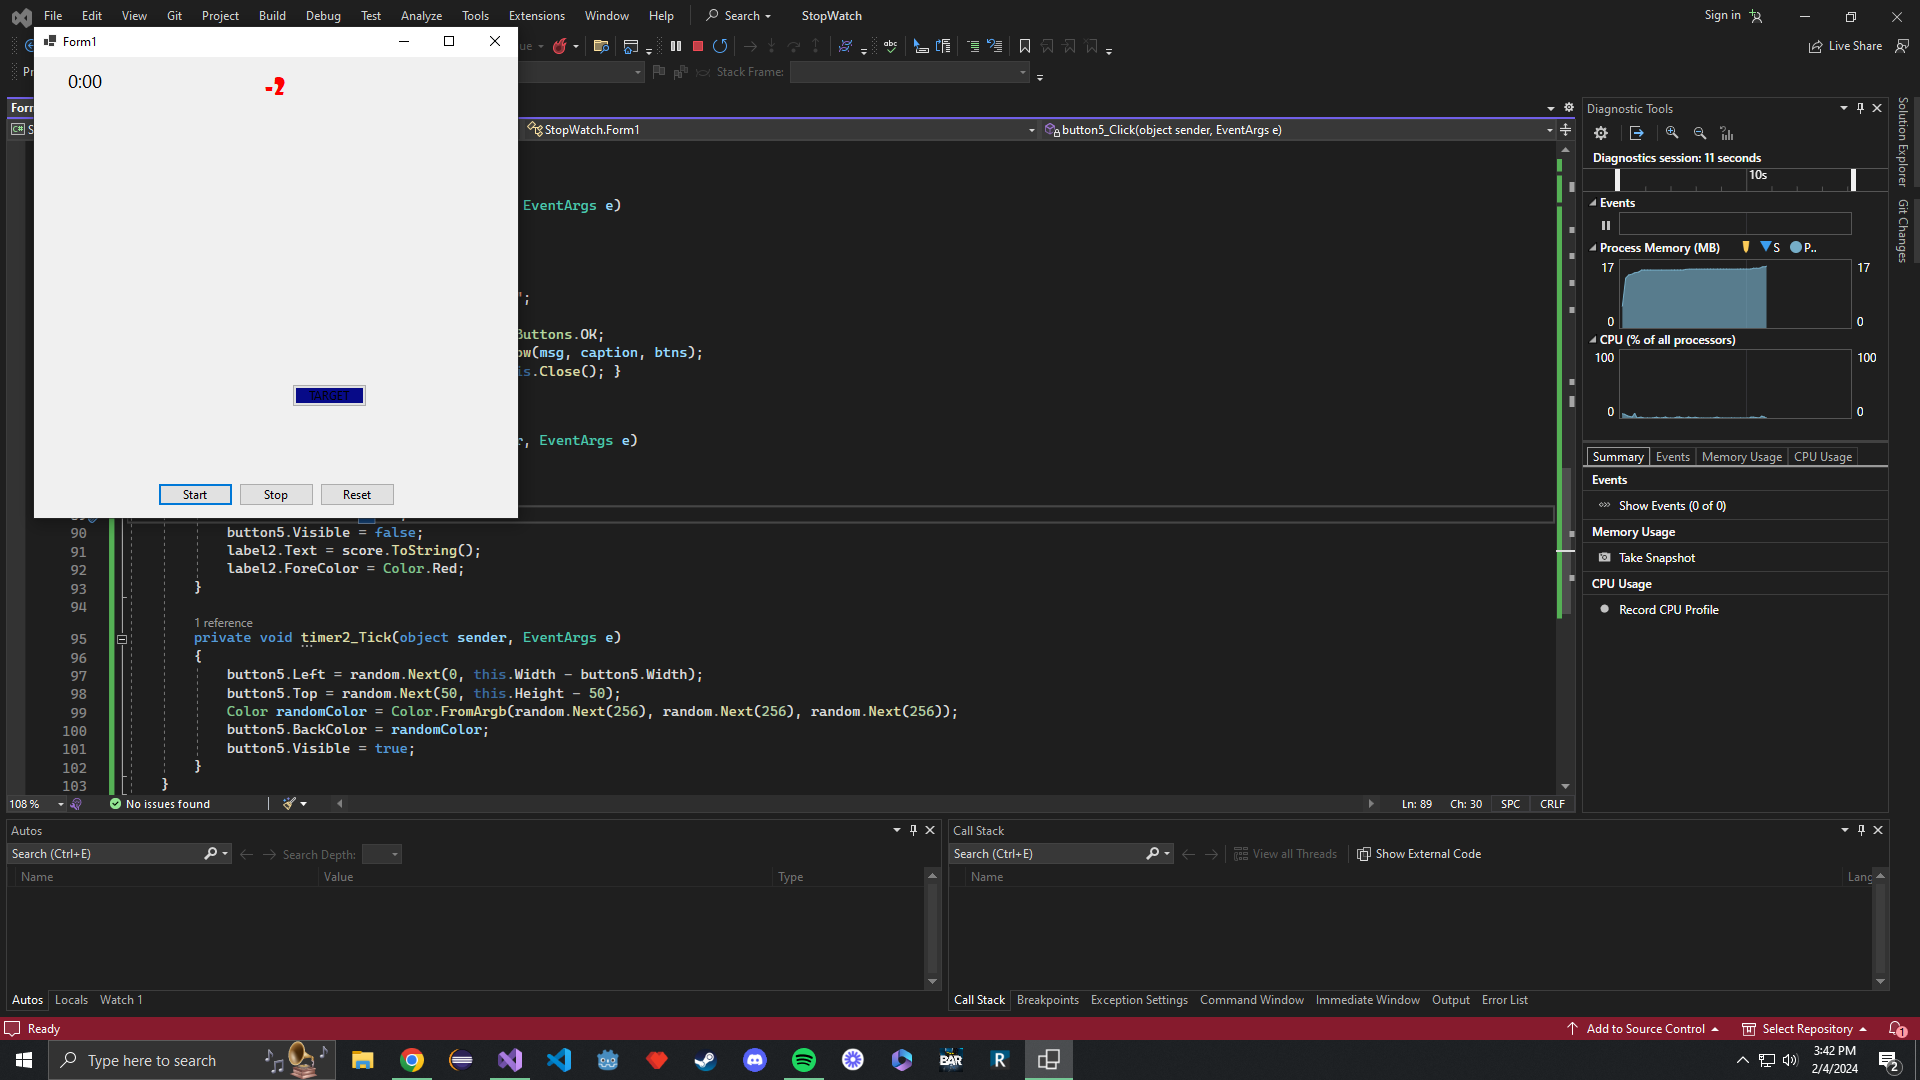 File Edit View Git Project Build Debug Test Analyze Tools Extensions Window Help Search StopWatch Sign in
Live Share
Form1
Stack Frame:
0:00
-2
TARGET
Start Stop Reset
StopWatch.Form1
button5_Click(object sender, EventArgs e)
EventArgs e)
";
Buttons.OK;
ow(msg, caption, btns);
is.Close(); }
r, EventArgs e)
90 button5.Visible = false;
91 label2.Text = score.ToString();
92 label2.ForeColor = Color.Red;
93 }
94
1 reference
95 private void timer2_Tick(object sender, EventArgs e)
96 {
97 button5.Left = random.Next(0, this.Width - button5.Width);
98 button5.Top = random.Next(50, this.Height - 50);
99 Color randomColor = Color.FromArgb(random.Next(256), random.Next(256), random.Next(256));
100 button5.BackColor = randomColor;
101 button5.Visible = true;
102 }
103 }
108 % No issues found Ln: 89 Ch: 30 SPC CRLF
Diagnostic Tools
Diagnostics session: 11 seconds
10s
Events
Process Memory (MB) S P..
17 17
0 0
CPU (% of all processors)
100 100
0 0
Summary Events Memory Usage CPU Usage
Events
Show Events (0 of 0)
Memory Usage
Take Snapshot
CPU Usage
Record CPU Profile
Solution Explorer
Git Changes
Autos
Search (Ctrl+E) Search Depth:
Name Value Type
Autos Locals Watch 1
Call Stack
Search (Ctrl+E) View all Threads Show External Code
Name Lang
Call Stack Breakpoints Exception Settings Command Window Immediate Window Output Error List
Ready Add to Source Control Select Repository 1
Type here to search
BAR
R
3:42 PM
2/4/2024
2